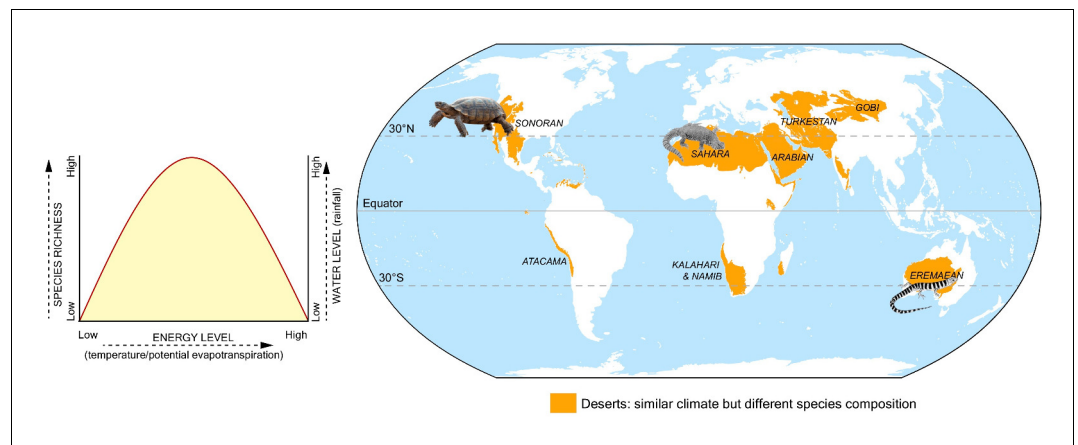 High
High
SPECIES RICHNESS
WATER LEVEL (rainfall)
Low
Low
Low
High
ENERGY LEVEL
(temperature/potential evapotranspiration)
30°N
SONORAN
GOBI
TURKESTAN
SAHARA
ARABIAN
Equator
ATACAMA
KALAHARI
& NAMIB
EREMAEAN
30°S
Deserts: similar climate but different species composition